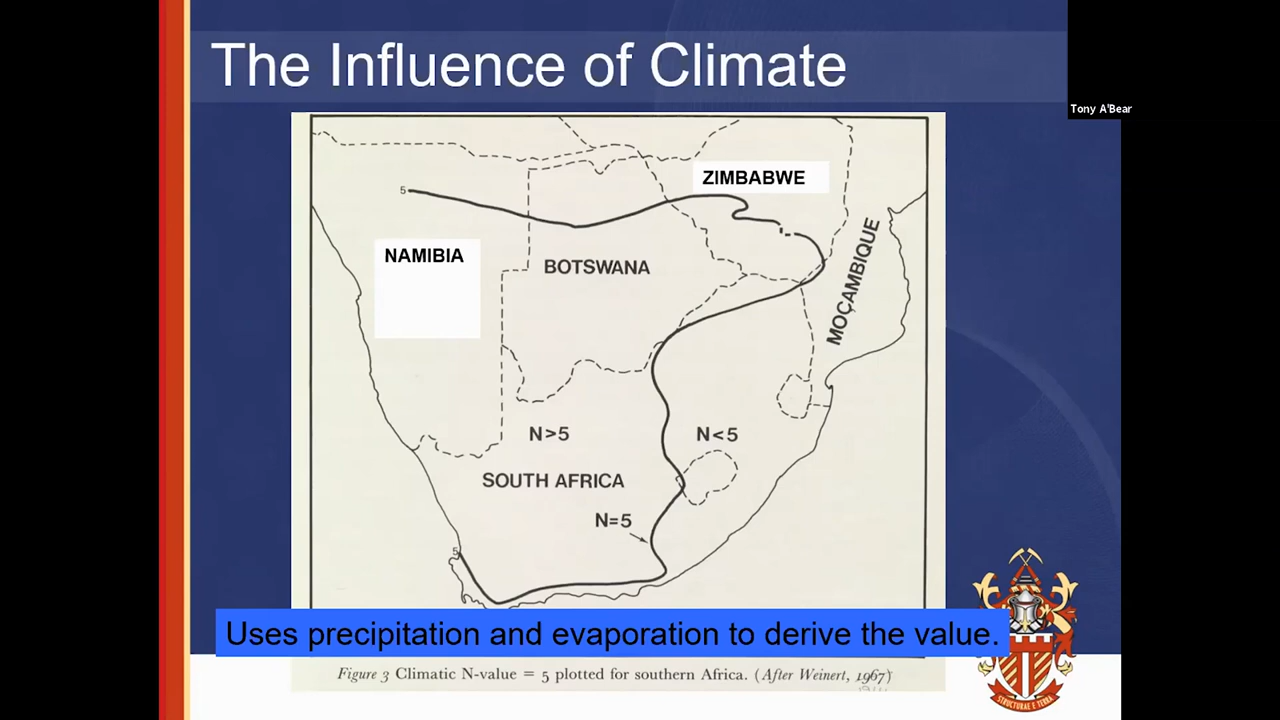 The Influence of Climate
Tony A'Bear
ZIMBABWE
5
NAMIBIA
BOTSWANA
MOÇAMBIQUE
N>5
N<5
SOUTH AFRICA
N=5
5
Uses precipitation and evaporation to derive the value.
Figure 3 Climatic N-value = 5 plotted for southern Africa. (After Weinert, 1967)
STRUCTURAE E TERRA